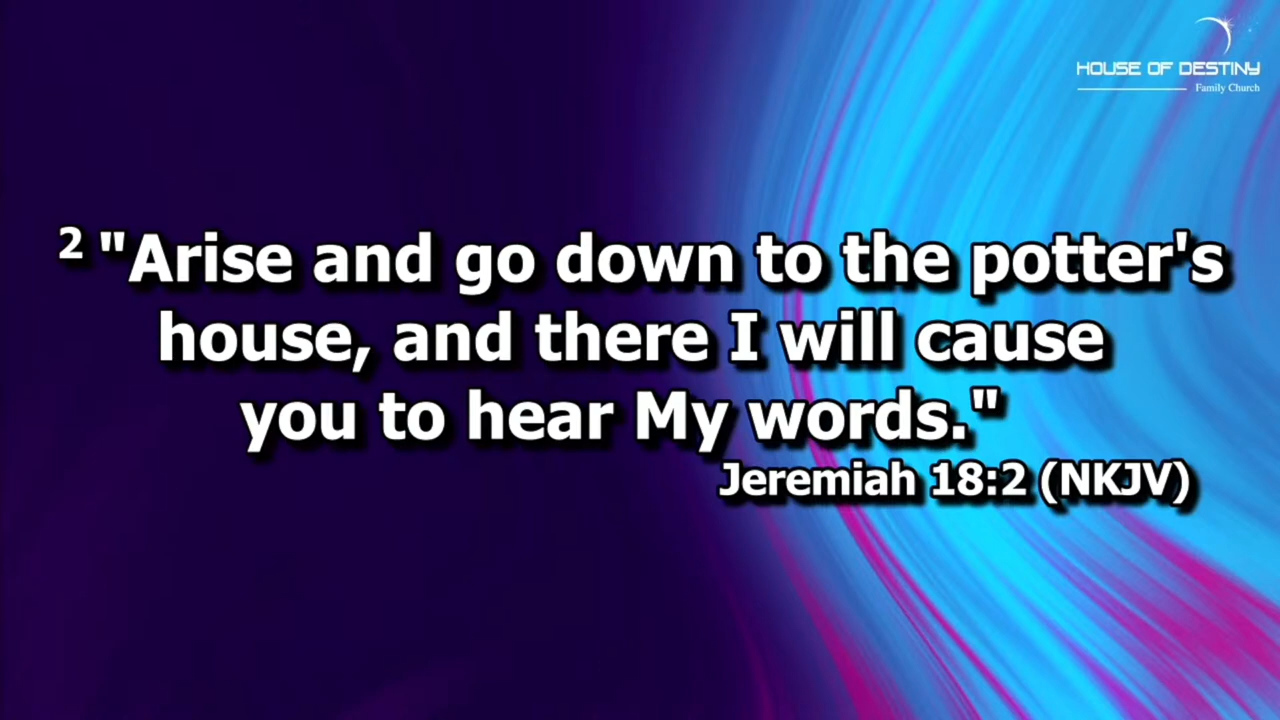 HOUSE OF DESTINY
Family Church
2 "Arise and go down to the potter's
house, and there I will cause
you to hear My words."
Jeremiah 18:2 (NKJV)